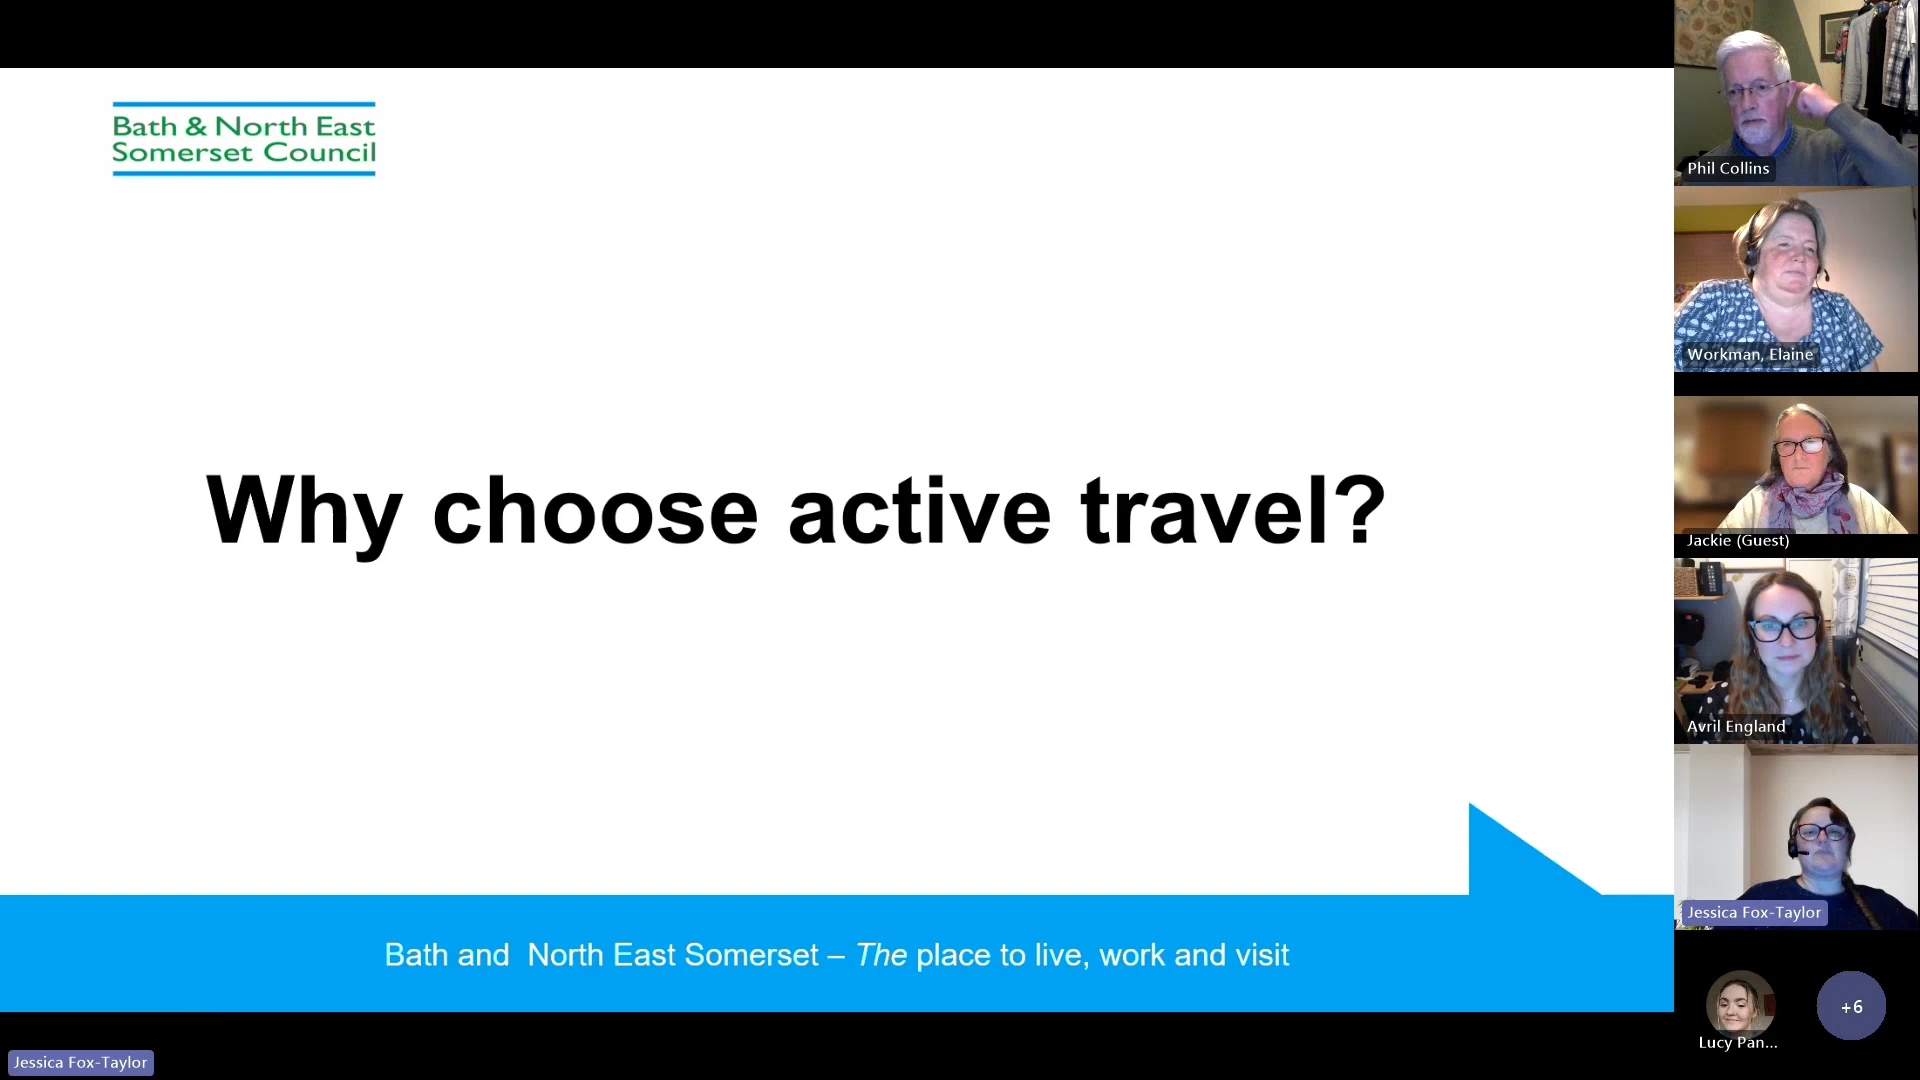 Bath & North East
Somerset Council
Why choose active travel?
Bath and  North East Somerset – The place to live, work and visit
Jessica Fox-Taylor
Phil Collins
Workman, Elaine
Jackie (Guest)
Avril England
Jessica Fox-Taylor
Lucy Pan...
+6